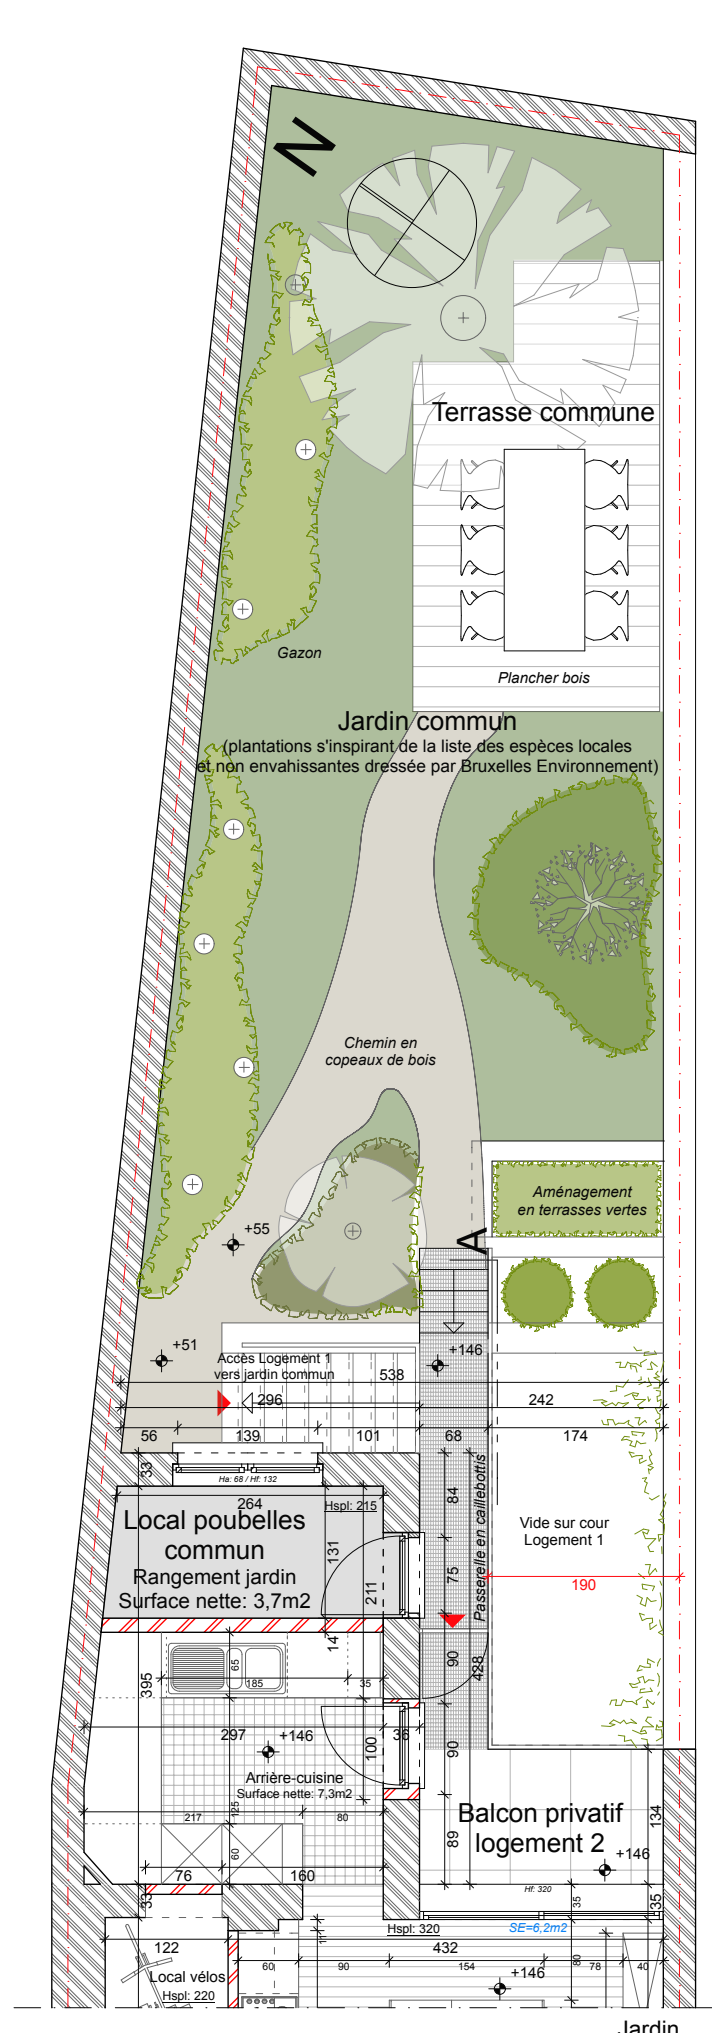 N
Terrasse commune
Gazon
Plancher bois
Jardin commun
(plantations s'inspirant de la liste des espèces locales
et non envahissantes dressée par Bruxelles Environnement)
Chemin en
copeaux de bois
Aménagement
en terrasses vertes
+55
A
+51
+146
Accès Logement 1
vers jardin commun
538
296
242
56
139
101
68
174
33
Ha: 68 / Hf: 132
264
Hspl: 215
84
Local poubelles
commun
Rangement jardin
Surface nette: 3,7m2
131
211
75
Passerelle en caillebottis
Vide sur cour
Logement 1
190
14
90
428
65
185
35
395
297
+146
36
100
90
Arrière-cuisine
Surface nette: 7,3m2
217
125
80
Balcon privatif
logement 2
134
89
60
76
160
+146
Hf: 320
33
35
35
Hspl: 320
SE=6,2m2
122
432
11
Local vélos
60
90
154
80
78
40
+146
Hspl: 220
Jardin